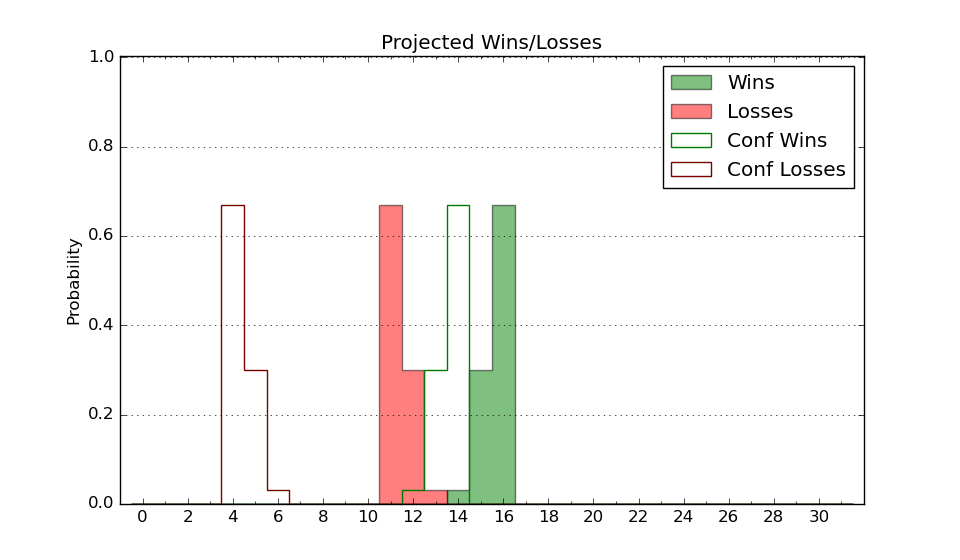 Projected Wins/Losses
1.0
0.8
0.6
0.4
0.2
0.0
Probability
Wins
Losses
Conf Wins
Conf Losses
0 2 4 6 8 10 12 14 16 18 20 22 24 26 28 30